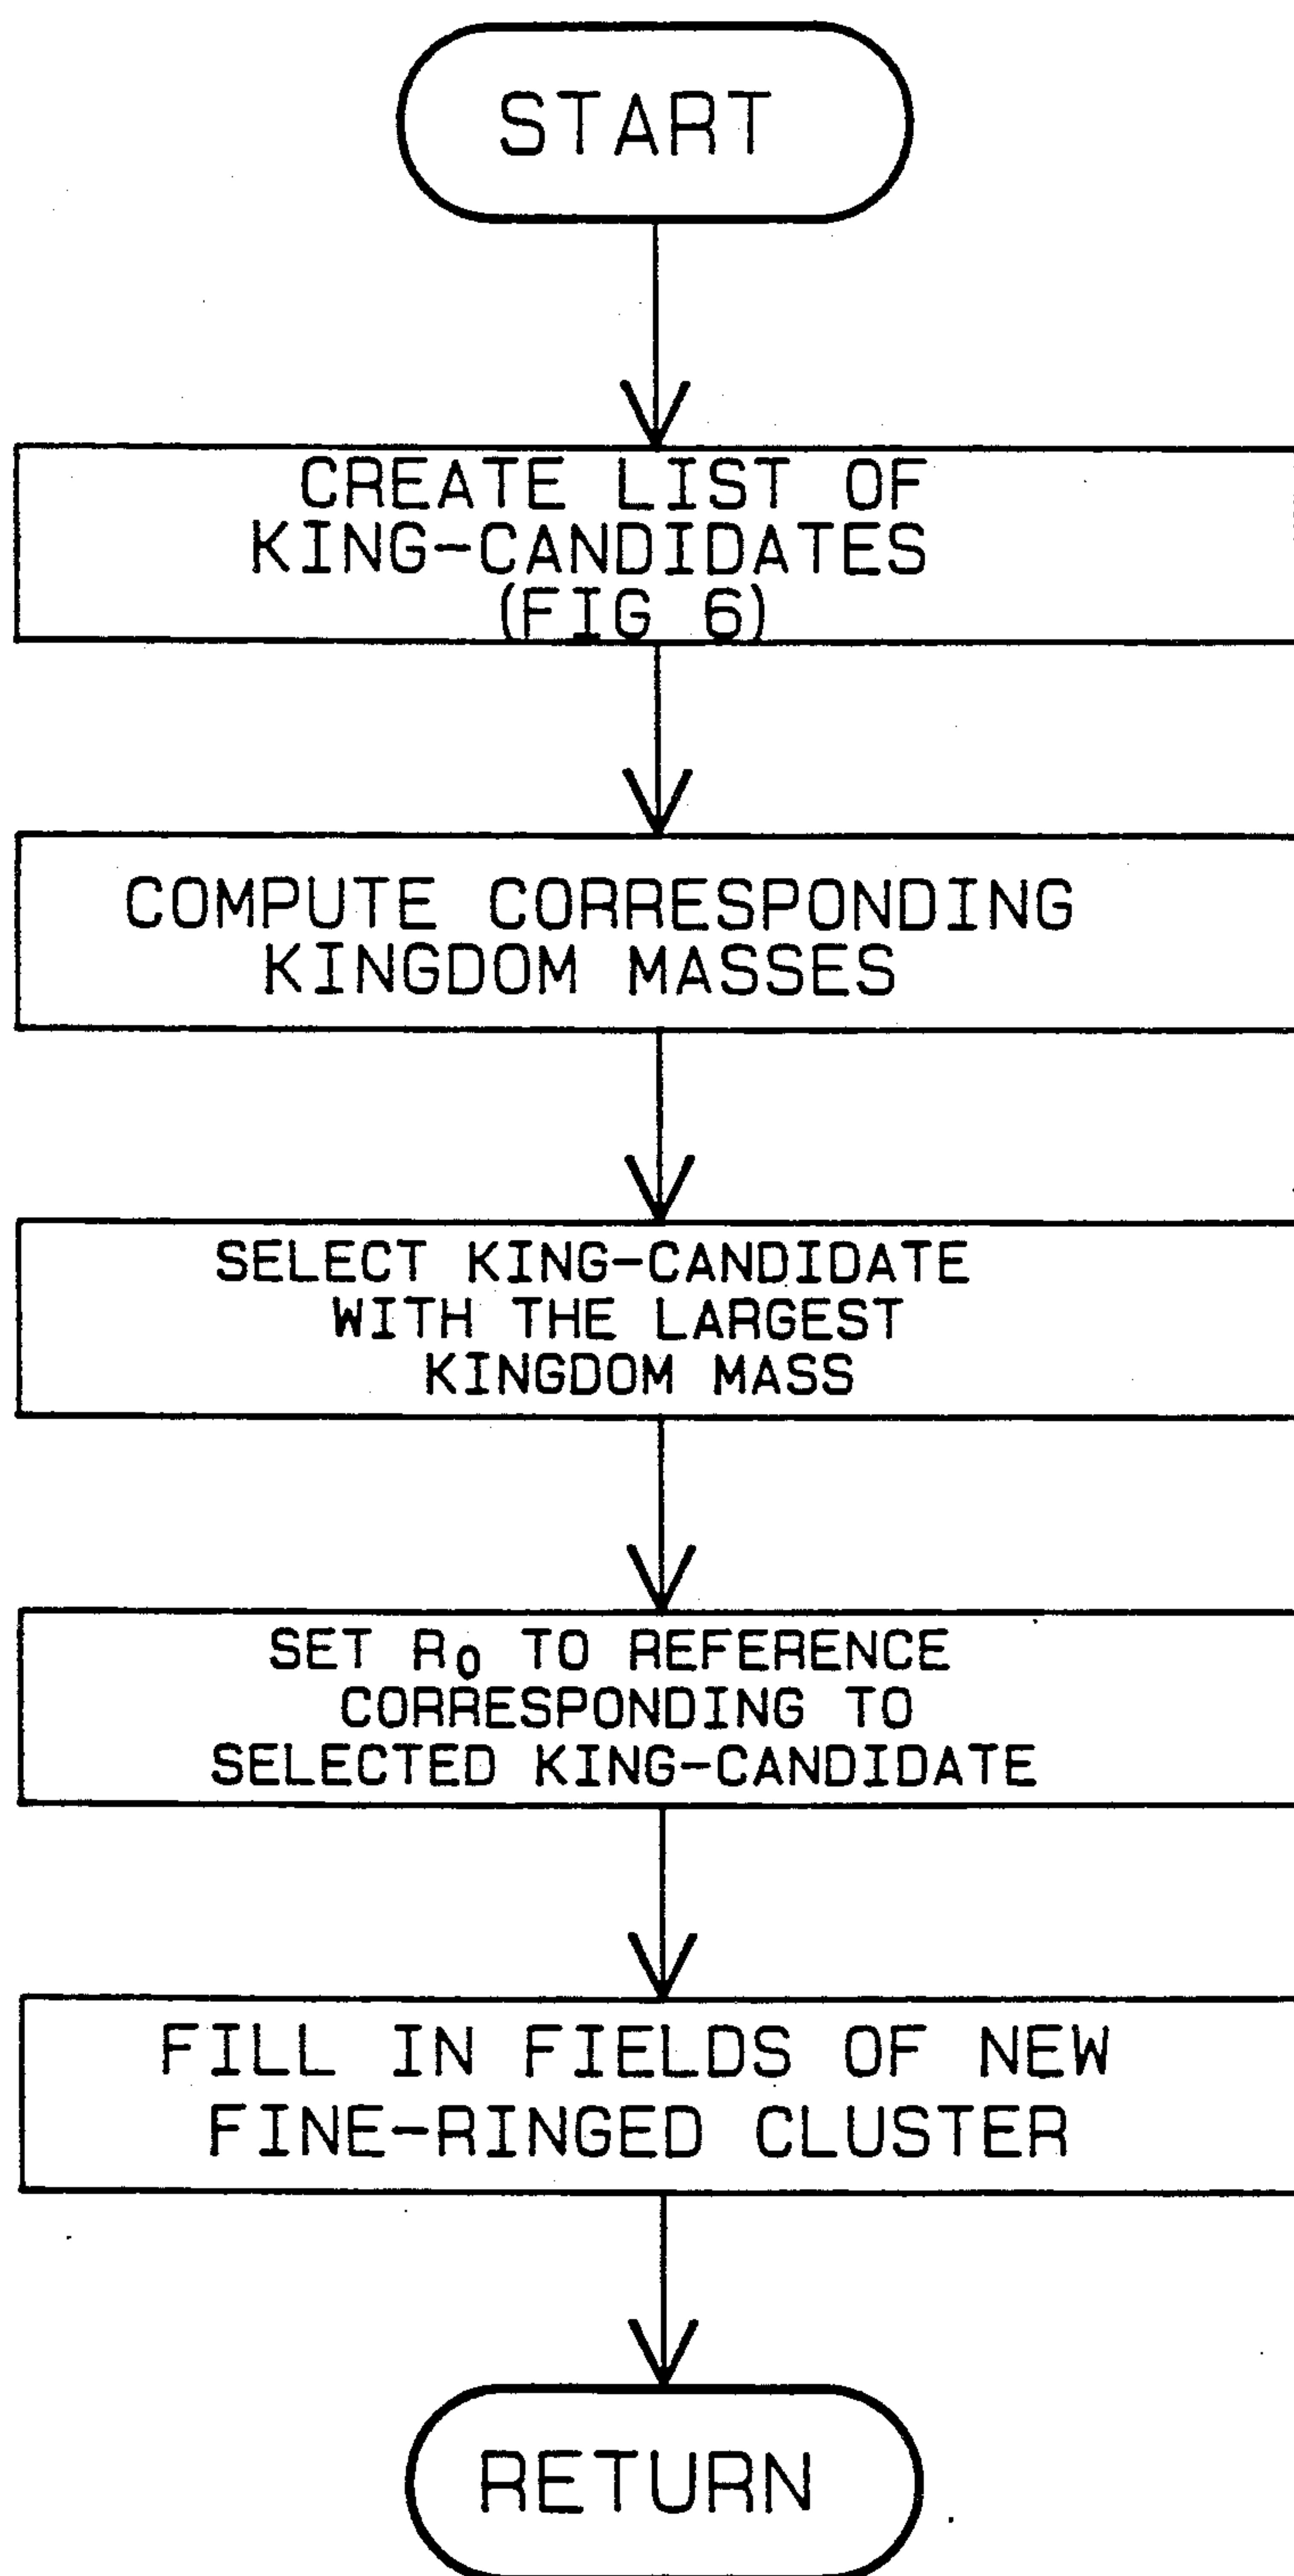 START
CREATE LIST OF
KING-CANDIDATES
(FIG 6)
COMPUTE CORRESPONDING
KINGDOM MASSES
SELECT KING-CANDIDATE
WITH THE LARGEST
KINGDOM MASS
SET R₀ TO REFERENCE
CORRESPONDING TO
SELECTED KING-CANDIDATE
FILL IN FIELDS OF NEW
FINE-RINGED CLUSTER
RETURN